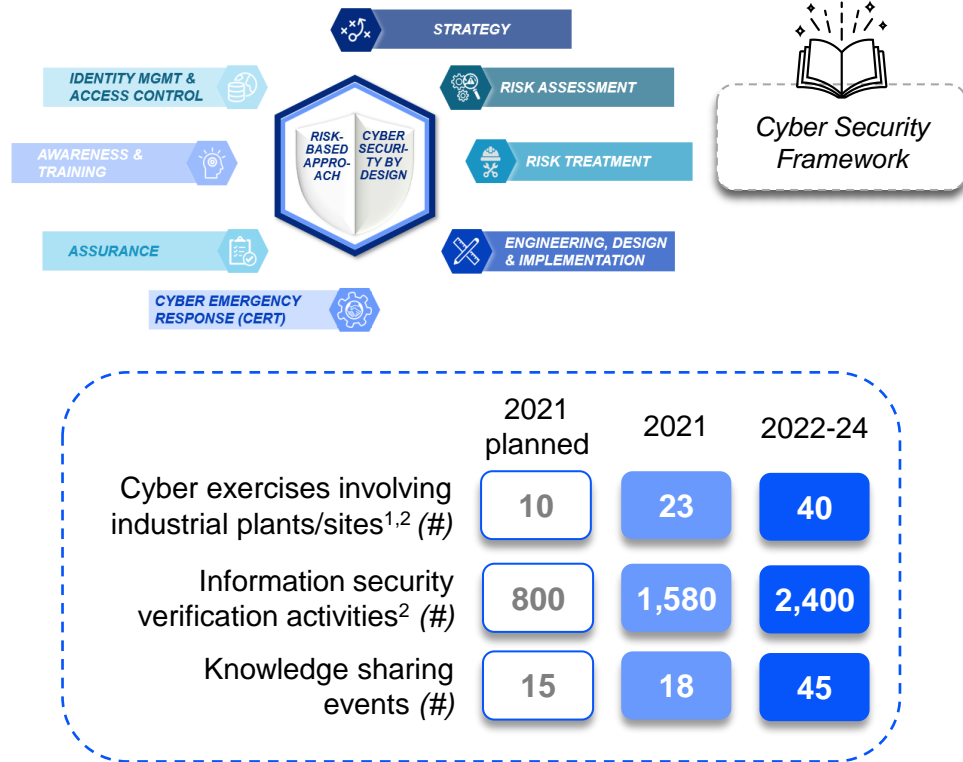 STRATEGY
IDENTITY MGMT &
ACCESS CONTROL
RISK ASSESSMENT
AWARENESS &
TRAINING
RISK TREATMENT
ASSURANCE
ENGINEERING, DESIGN
& IMPLEMENTATION
CYBER EMERGENCY
RESPONSE (CERT)
RISK-
BASED
APPRO-
ACH
CYBER
SECURI-
TY BY
DESIGN
Cyber Security
Framework
2021
planned
2021
2022-24
Cyber exercises involving
industrial plants/sites1,2 (#)
10
23
40
Information security
verification activities2 (#)
800
1,580
2,400
Knowledge sharing
events (#)
15
18
45